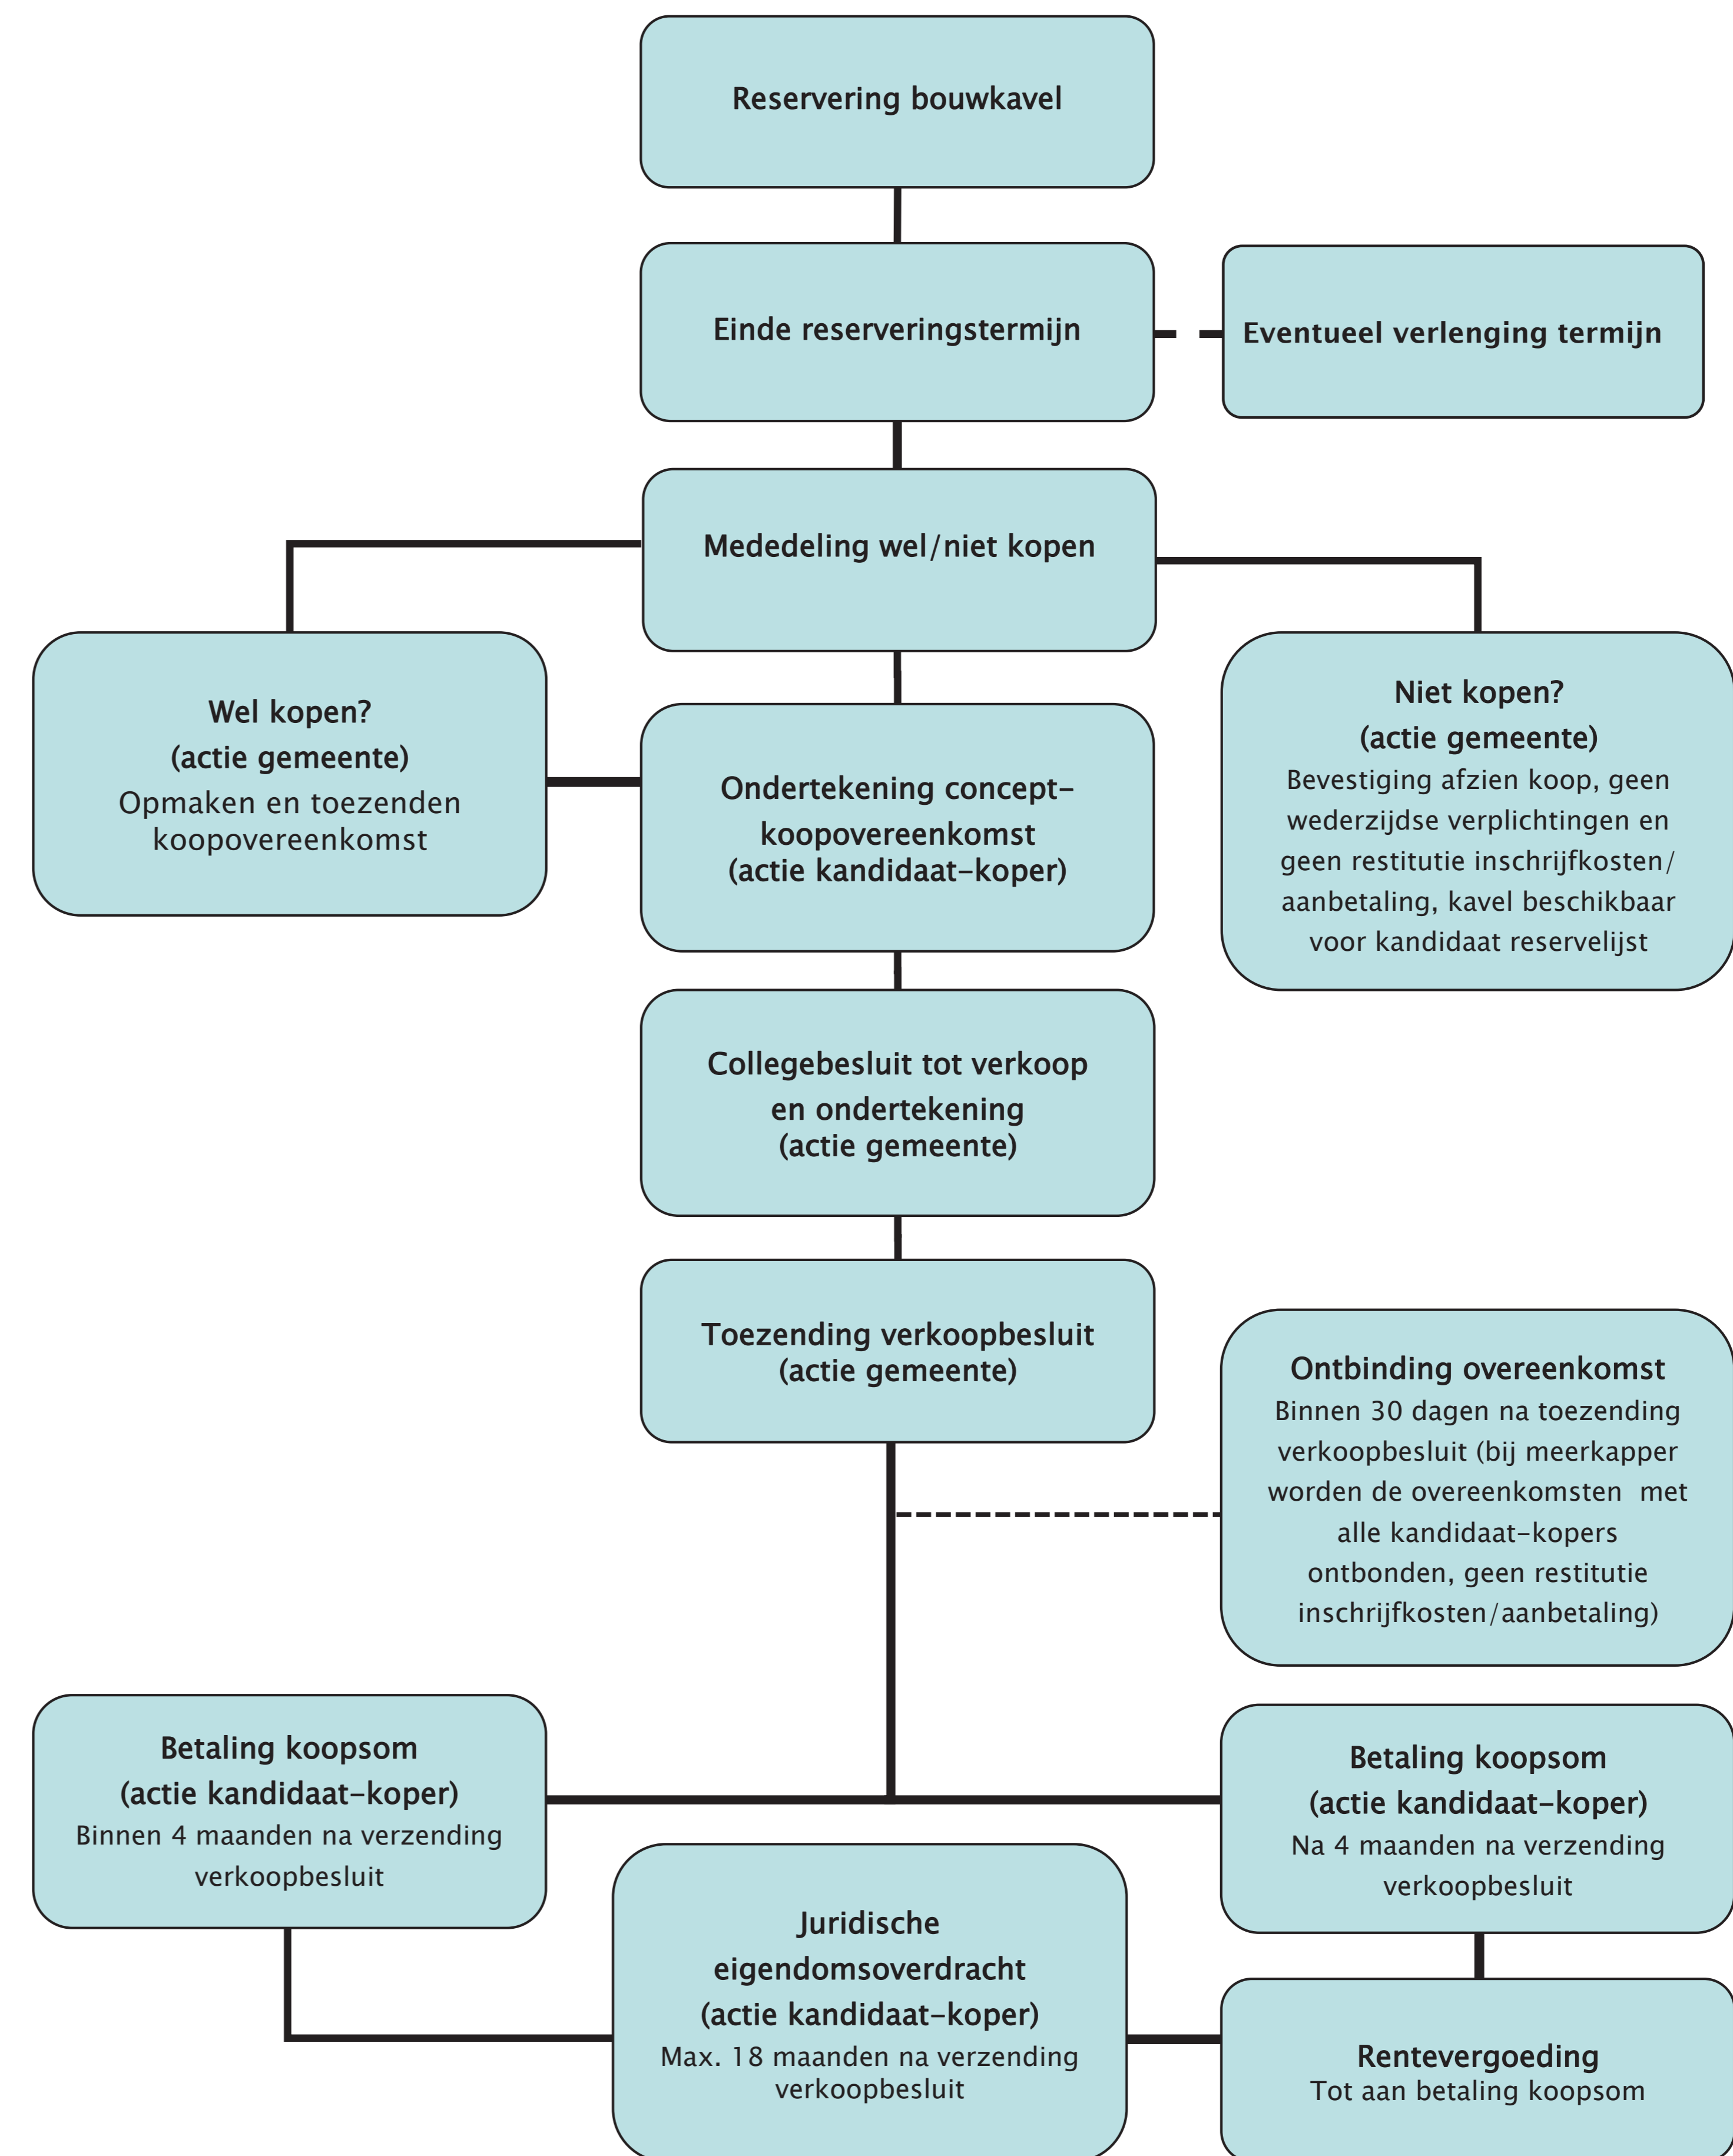 Reservering bouwkavel
Einde reserveringstermijn
Eventueel verlenging termijn
Mededeling wel/niet kopen
Wel kopen?
(actie gemeente)
Opmaken en toezenden
koopovereenkomst
Ondertekening concept-
koopovereenkomst
(actie kandidaat-koper)
Niet kopen?
(actie gemeente)
Bevestiging afzien koop, geen
wederzijdse verplichtingen en
geen restitutie inschrijfkosten/
aanbetaling, kavel beschikbaar
voor kandidaat reservelijst
Collegebesluit tot verkoop
en ondertekening
(actie gemeente)
Toezending verkoopbesluit
(actie gemeente)
Ontbinding overeenkomst
Binnen 30 dagen na toezending
verkoopbesluit (bij meerkapper
worden de overeenkomsten met
alle kandidaat-kopers
ontbonden, geen restitutie
inschrijfkosten/aanbetaling)
Betaling koopsom
(actie kandidaat-koper)
Binnen 4 maanden na verzending
verkoopbesluit
Betaling koopsom
(actie kandidaat-koper)
Na 4 maanden na verzending
verkoopbesluit
Juridische
eigendomsoverdracht
(actie kandidaat-koper)
Max. 18 maanden na verzending
verkoopbesluit
Rentevergoeding
Tot aan betaling koopsom